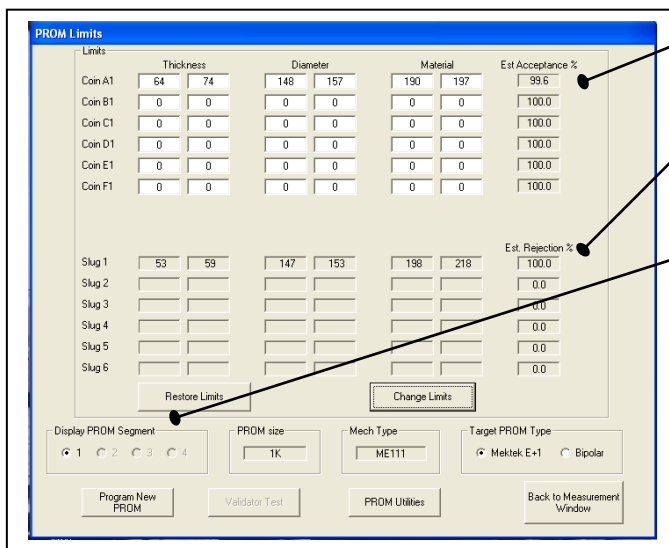 PROM Limits
Limits
Thickness Diameter Material Est Acceptance %
Coin A1 64 74 148 157 190 197 99.6
Coin B1 0 0 0 0 0 0 100.0
Coin C1 0 0 0 0 0 0 100.0
Coin D1 0 0 0 0 0 0 100.0
Coin E1 0 0 0 0 0 0 100.0
Coin F1 0 0 0 0 0 0 100.0
Est. Rejection %
Slug 1 53 59 147 153 198 218 100.0
Slug 2 0.0
Slug 3 0.0
Slug 4 0.0
Slug 5 0.0
Slug 6 0.0
Restore Limits Change Limits
Display PROM Segment PROM size Mech Type Target PROM Type
1 2 3 4 1K ME111 Mektek E+1 Bipolar
Program New PROM Validator Test PROM Utilities Back to Measurement Window